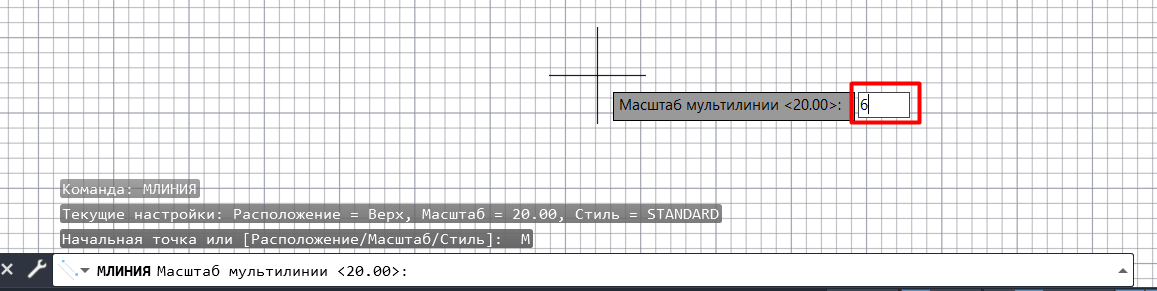 Масштаб мультилинии <20.00>: 6
Команда: МЛИНИЯ
Текущие настройки: Расположение = Верх, Масштаб = 20.00, Стиль = STANDARD
Начальная точка или [Расположение/Масштаб/Стиль]:  М
МЛИНИЯ Масштаб мультилинии <20.00>: